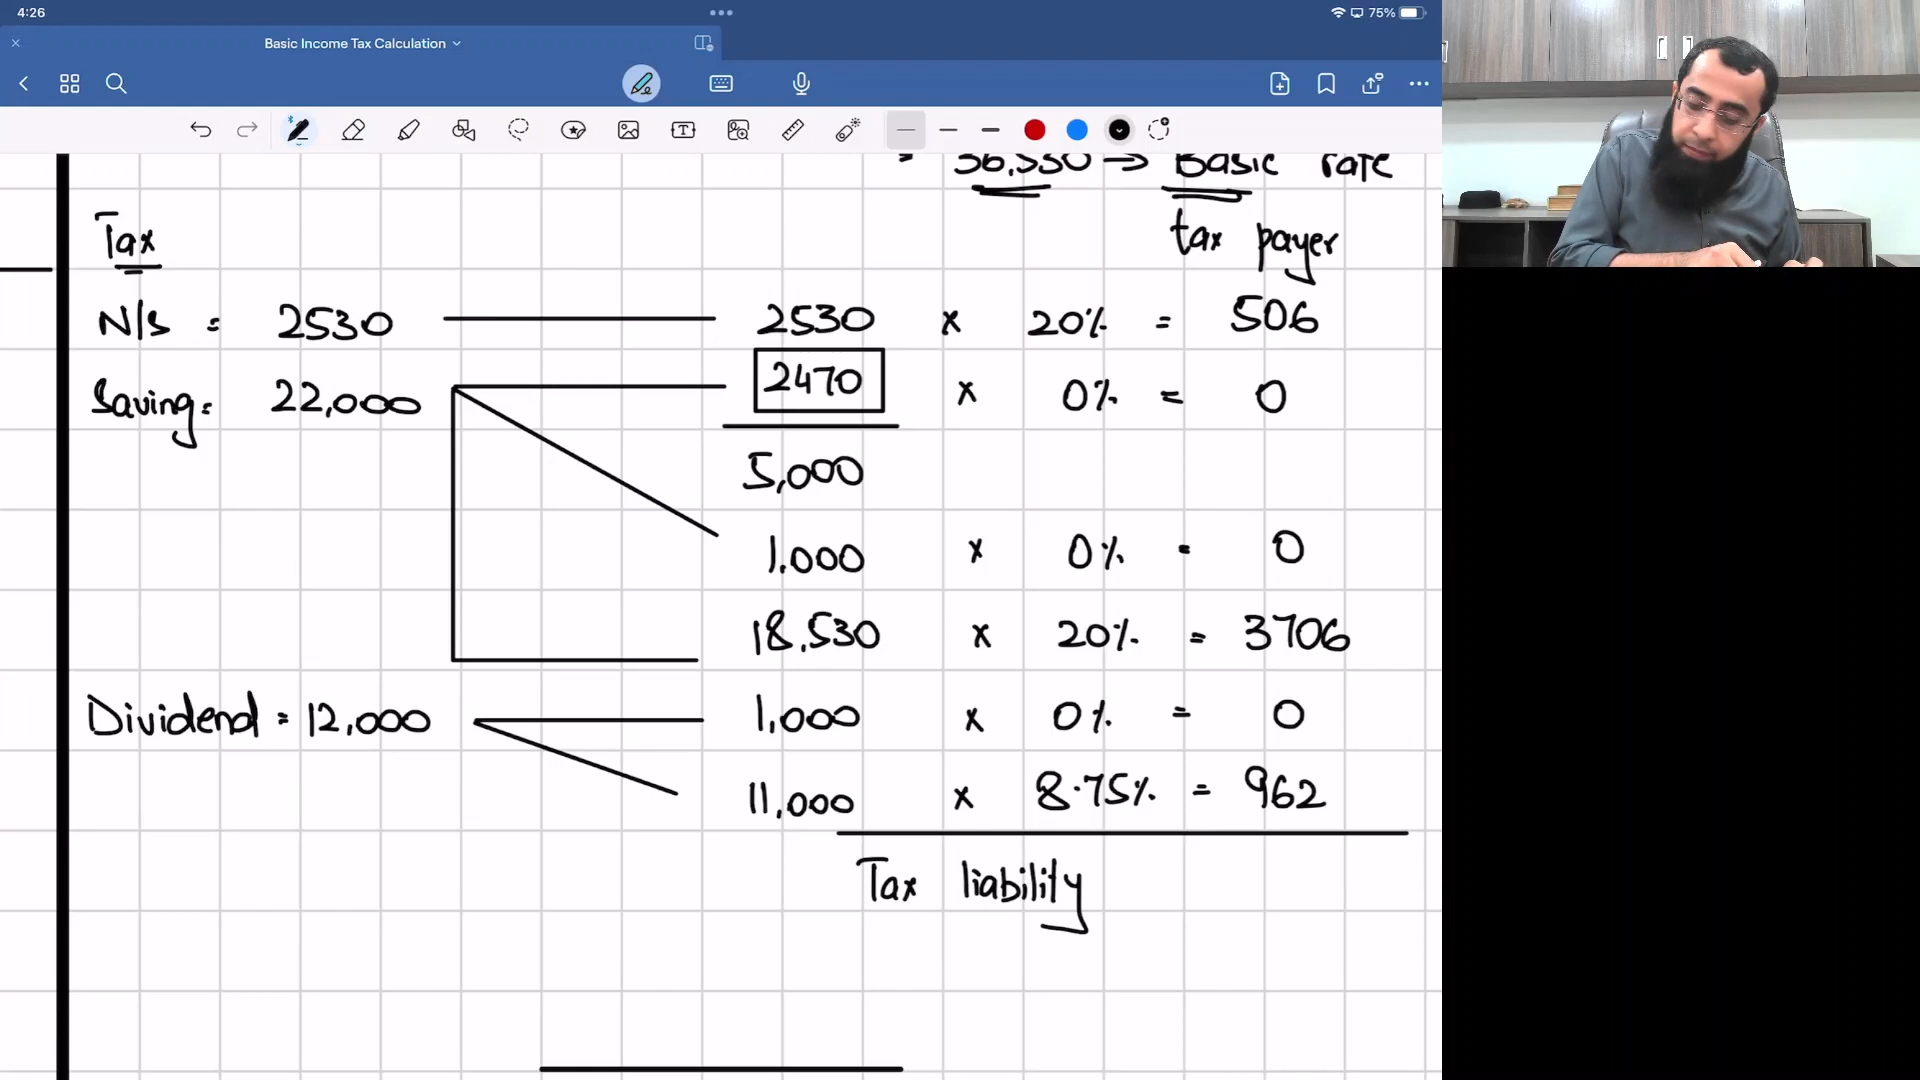 4:26
75%
Basic Income Tax Calculation
= 36,530 → Basic rate
tax payer
Tax
N/S = 2530 2530 x 20% = 506
Saving = 22,000 2470 x 0% = 0
5,000
1.000 x 0% = 0
18.530 x 20% = 3706
Dividend = 12,000 1,000 x 0% = 0
11,000 x 8.75% = 962
Tax liability